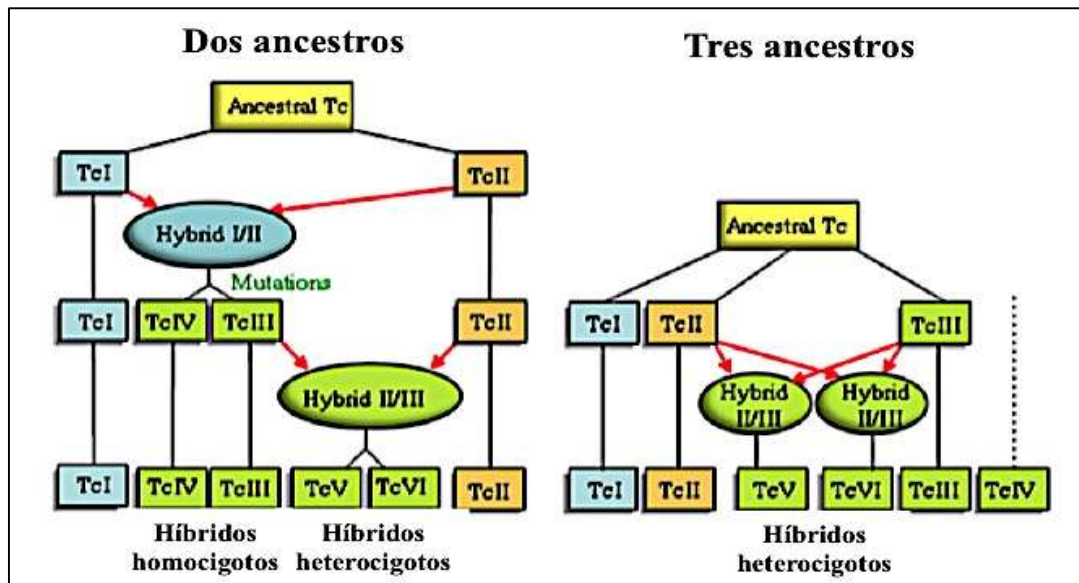 Dos ancestros
Ancestral Tc
TcI
TcII
Hybrid I/II
Mutations
TcI
TcIV
TcIII
TcII
Hybrid II/III
TcI
TcIV
TcIII
TcV
TcVI
TcII
Híbridos
homocigotos
Híbridos
heterocigotos
Tres ancestros
Ancestral Tc
TcI
TcII
TcIII
Hybrid
II/III
Hybrid
II/III
TcI
TcII
TcV
TcVI
TcIII
TcIV
Híbridos
heterocigotos